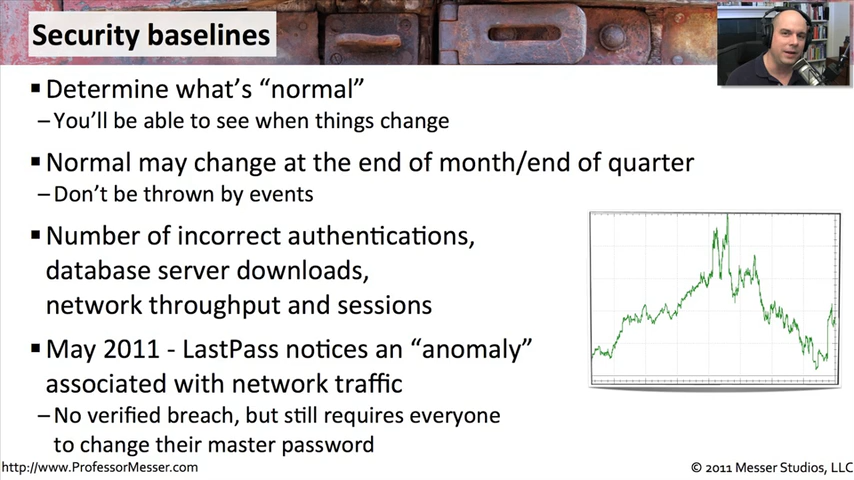 Security baselines
▪ Determine what's “normal”
– You'll be able to see when things change
▪ Normal may change at the end of month/end of quarter
– Don't be thrown by events
▪ Number of incorrect authentications,
database server downloads,
network throughput and sessions
▪ May 2011 - LastPass notices an “anomaly”
associated with network traffic
– No verified breach, but still requires everyone
to change their master password
http://www.ProfessorMesser.com
© 2011 Messer Studios, LLC